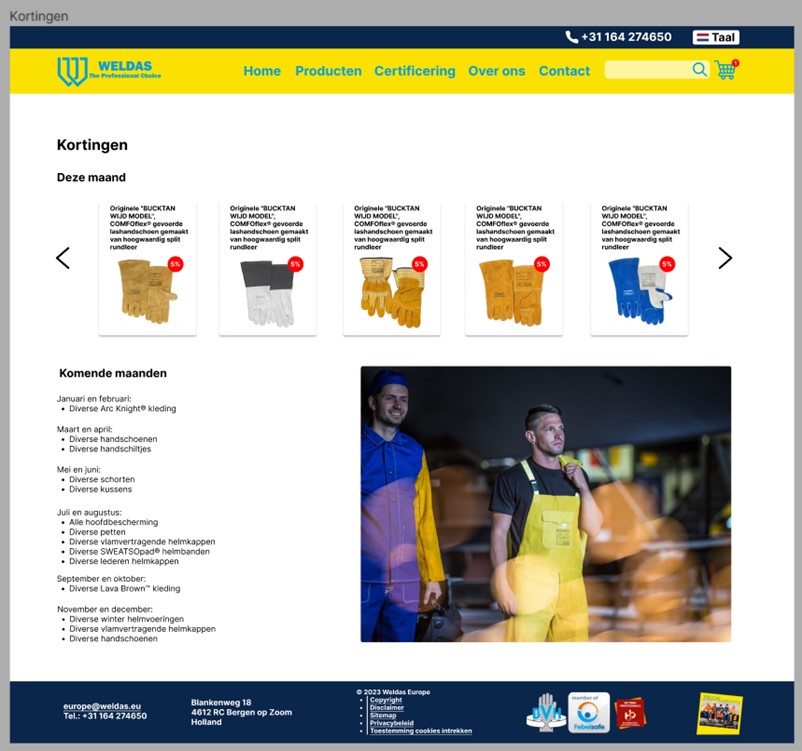 Kortingen
+31 164 274650
Taal
WELDAS
The Professional Choice
Home Producten Certificering Over ons Contact
1
Kortingen
Deze maand
Originele "BUCKTAN
WIJD MODEL",
COMFOflex® gevoerde
lashandschoen gemaakt
van hoogwaardig split
rundleer
5%
Originele "BUCKTAN
WIJD MODEL",
COMFOflex® gevoerde
lashandschoen gemaakt
van hoogwaardig split
rundleer
5%
Originele "BUCKTAN
WIJD MODEL",
COMFOflex® gevoerde
lashandschoen gemaakt
van hoogwaardig split
rundleer
5%
Originele "BUCKTAN
WIJD MODEL",
COMFOflex® gevoerde
lashandschoen gemaakt
van hoogwaardig split
rundleer
5%
Originele "BUCKTAN
WIJD MODEL",
COMFOflex® gevoerde
lashandschoen gemaakt
van hoogwaardig split
rundleer
5%
Komende maanden
Januari en februari:
• Diverse Arc Knight® kleding
Maart en april:
• Diverse handschoenen
• Diverse handschiltjes
Mei en juni:
• Diverse schorten
• Diverse kussens
Juli en augustus:
• Alle hoofdbescherming
• Diverse petten
• Diverse vlamvertragende helmkappen
• Diverse SWEATSOpad® helmbanden
• Diverse lederen helmkappen
September en oktober:
• Diverse Lava Brown™ kleding
November en december:
• Diverse winter helmvoeringen
• Diverse vlamvertragende helmkappen
• Diverse handschoenen
europe@weldas.eu
Tel.: +31 164 274650
Blankenweg 18
4612 RC Bergen op Zoom
Holland
© 2023 Weldas Europe
• Copyright
• Disclaimer
• Sitemap
• Privacybeleid
• Toestemming cookies intrekken
DVH
member of
Febelsafe